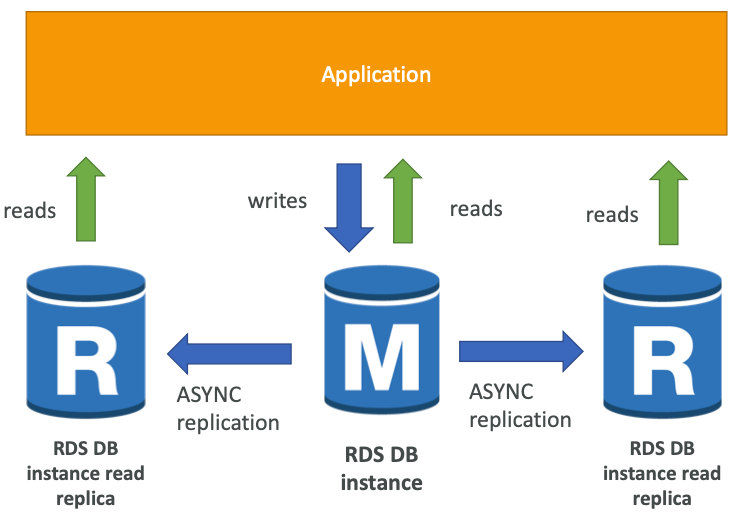 Application
reads
writes
reads
reads
R
M
R
ASYNC
replication
ASYNC
replication
RDS DB
instance read
replica
RDS DB
instance
RDS DB
instance read
replica